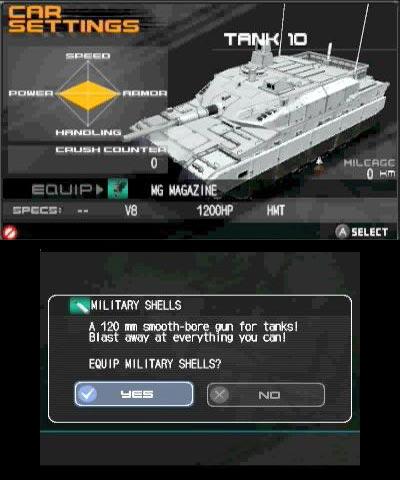 CAR
SETTINGS
TANK 10
SPEED
POWER
ARMOR
HANDLING
CRUSH COUNTER
0
MILEAGE
0 KM
EQUIP
MG MAGAZINE
SPECS: -- V8 1200HP HMT
A SELECT
MILITARY SHELLS
A 120 mm smooth-bore gun for tanks!
Blast away at everything you can!
EQUIP MILITARY SHELLS?
YES
NO